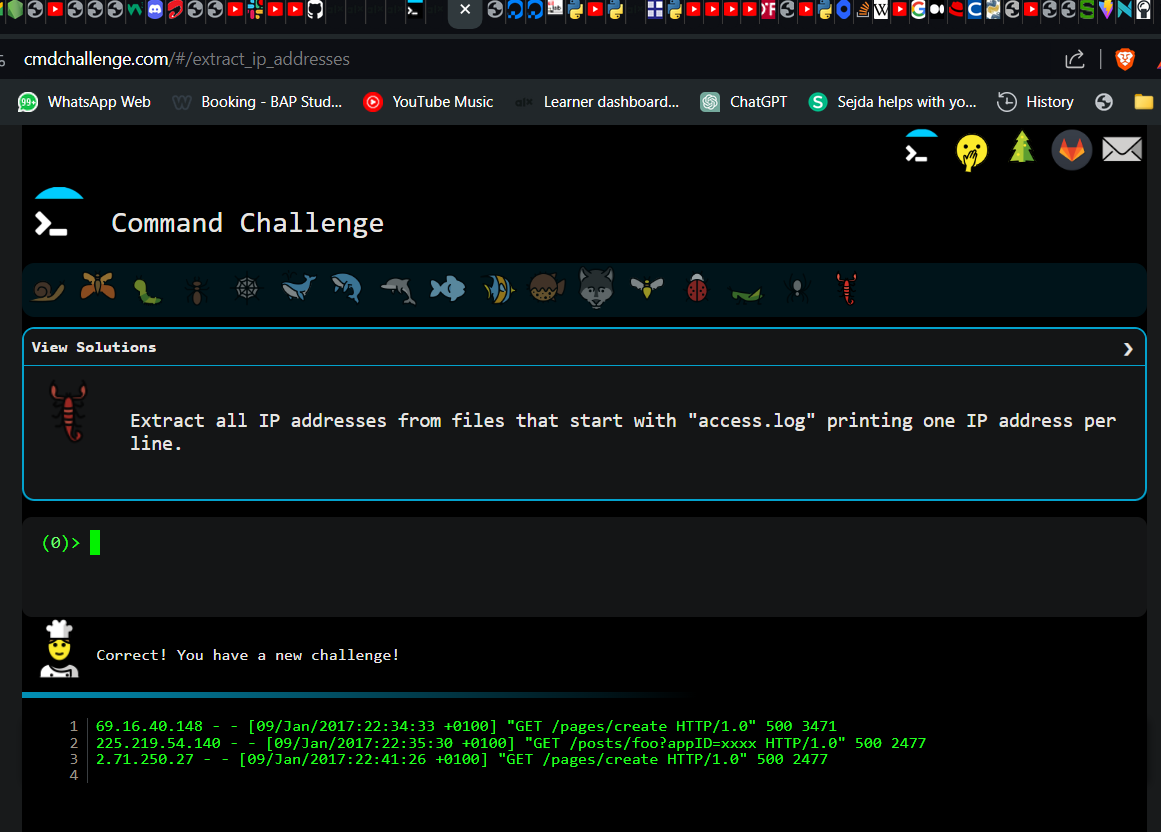 cmdchallenge.com/#/extract_ip_addresses
99+ WhatsApp Web Booking - BAP Stud... YouTube Music afx Learner dashboard... ChatGPT S Sejda helps with yo... History
Command Challenge
View Solutions
Extract all IP addresses from files that start with "access.log" printing one IP address per
line.
(0)>
Correct! You have a new challenge!
1 69.16.40.148 - - [09/Jan/2017:22:34:33 +0100] "GET /pages/create HTTP/1.0" 500 3471
2 225.219.54.140 - - [09/Jan/2017:22:35:30 +0100] "GET /posts/foo?appID=xxxx HTTP/1.0" 500 2477
3 2.71.250.27 - - [09/Jan/2017:22:41:26 +0100] "GET /pages/create HTTP/1.0" 500 2477
4